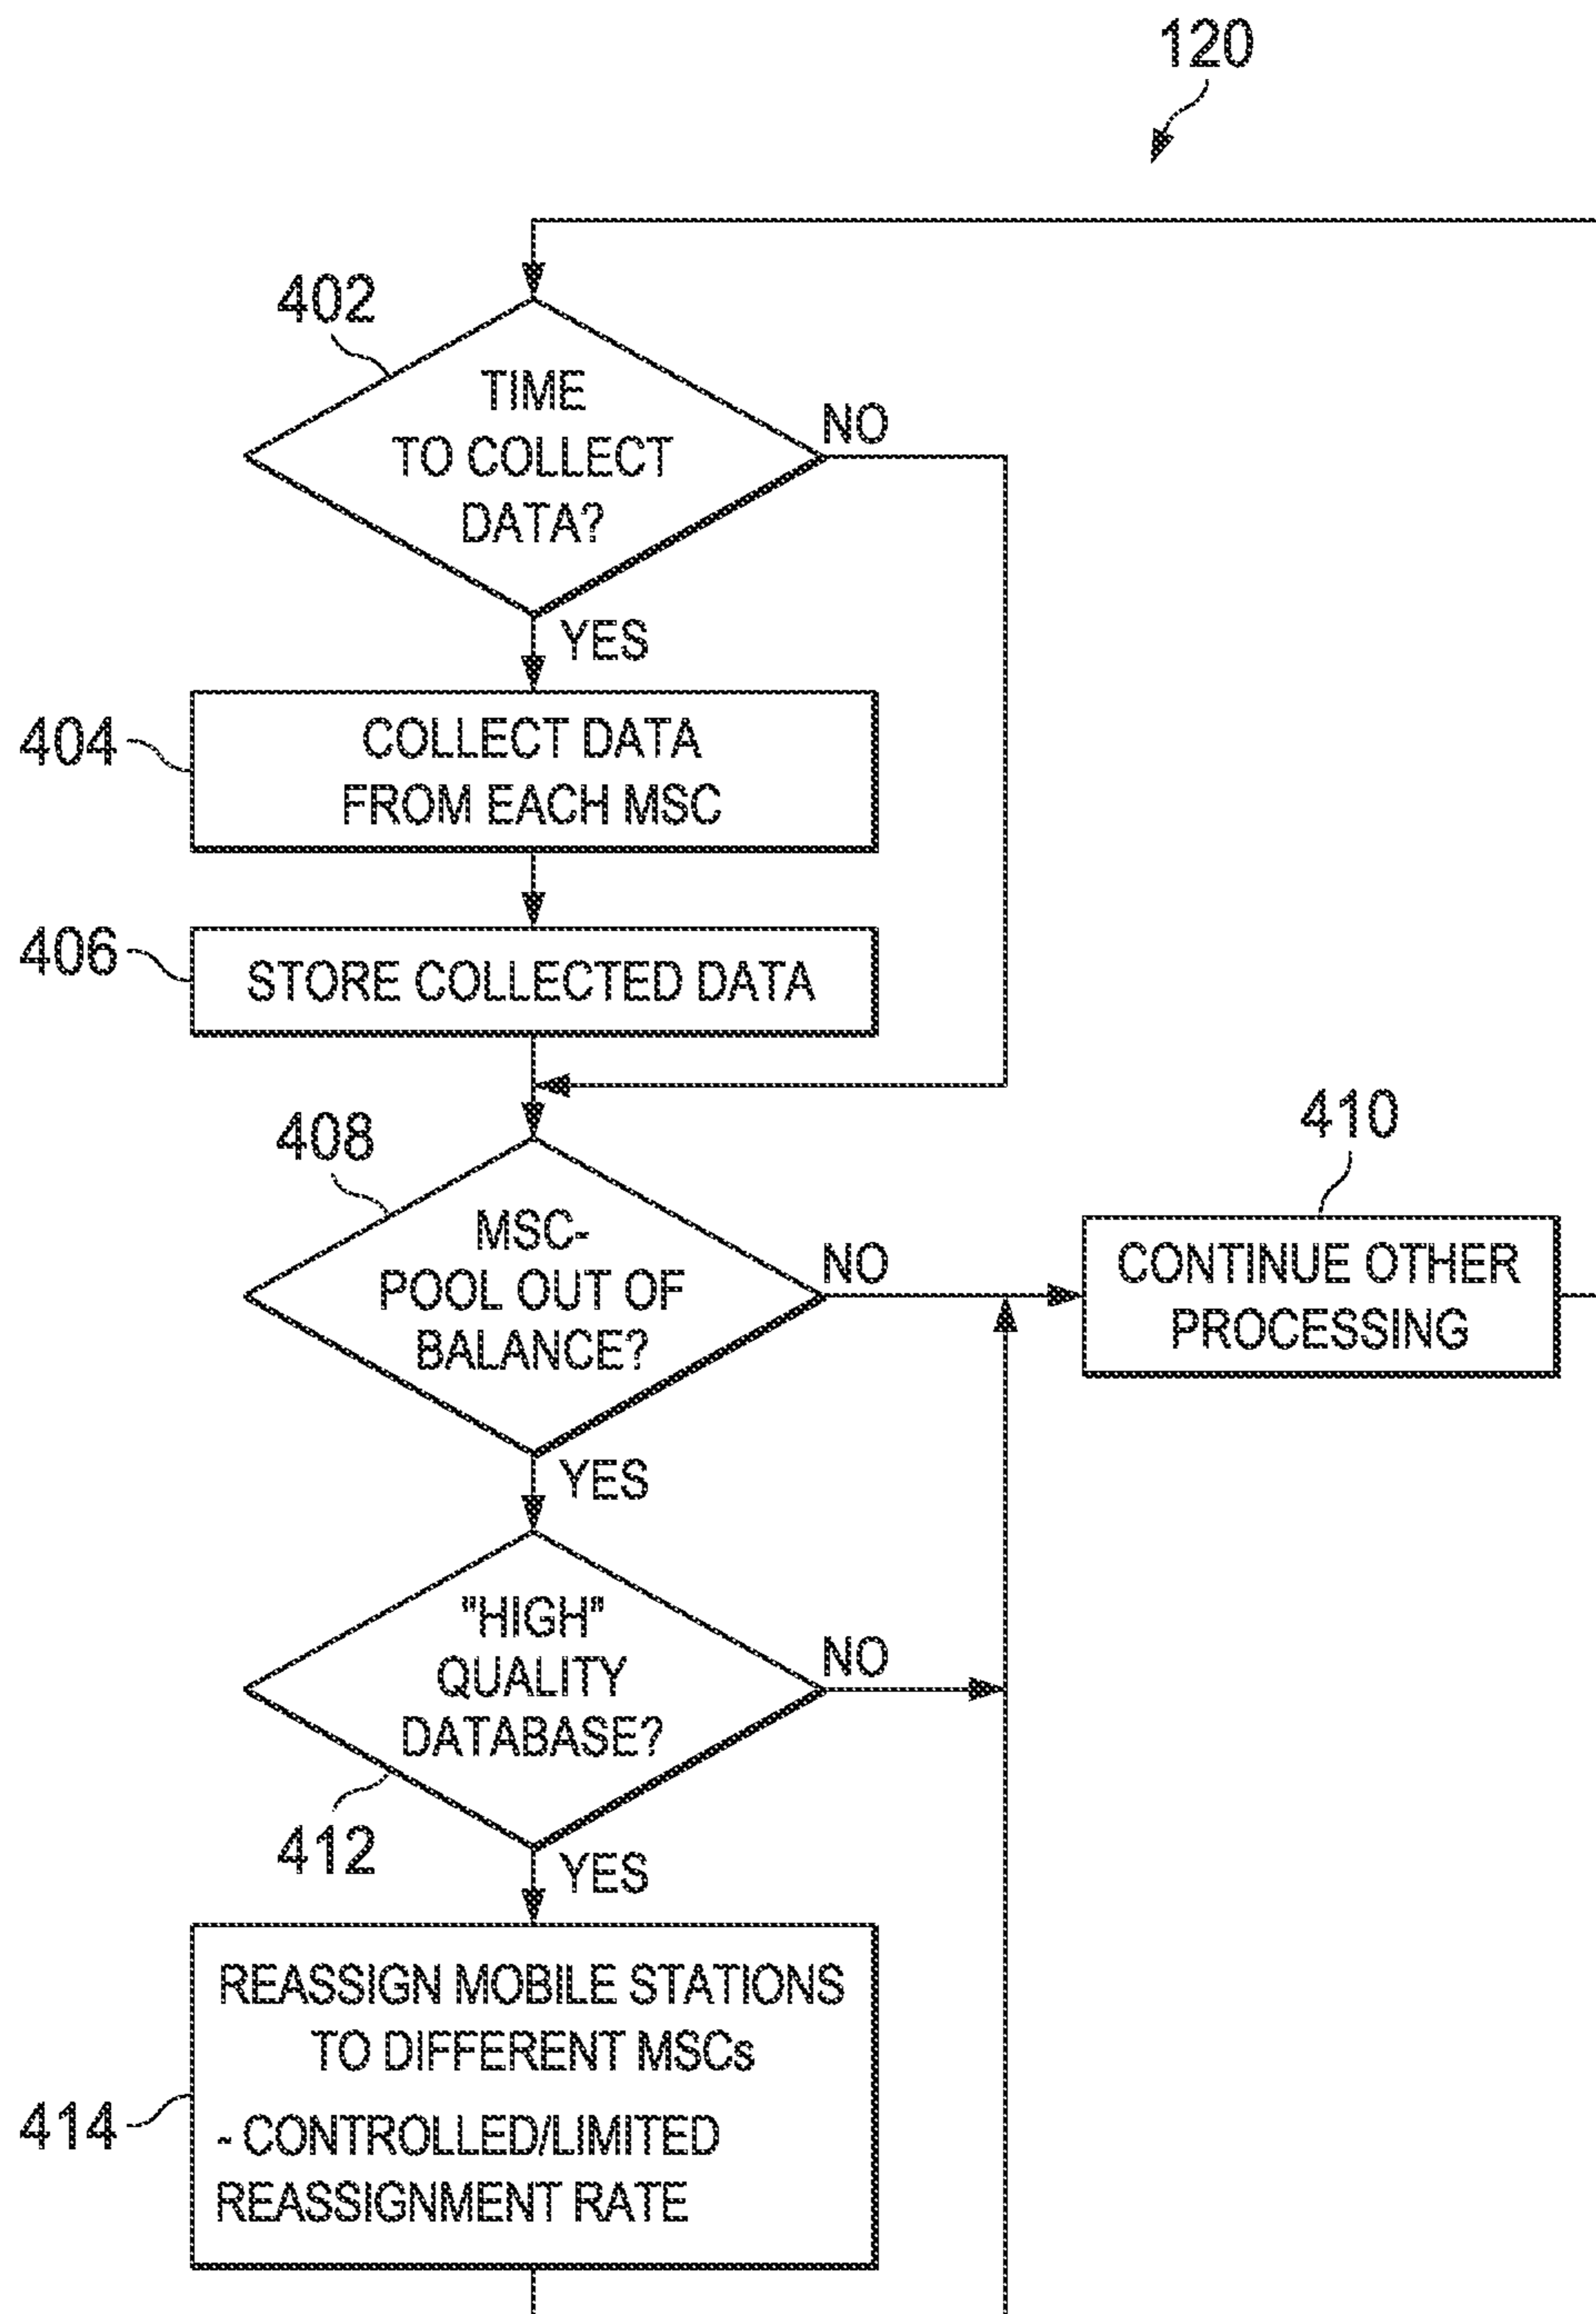 120
402
TIME
TO COLLECT
DATA?
NO
YES
404
COLLECT DATA
FROM EACH MSC
406
STORE COLLECTED DATA
408
MSC-
POOL OUT OF
BALANCE?
NO
410
CONTINUE OTHER
PROCESSING
YES
"HIGH"
QUALITY
DATABASE?
NO
412
YES
414
REASSIGN MOBILE STATIONS
TO DIFFERENT MSCs
- CONTROLLED/LIMITED
REASSIGNMENT RATE